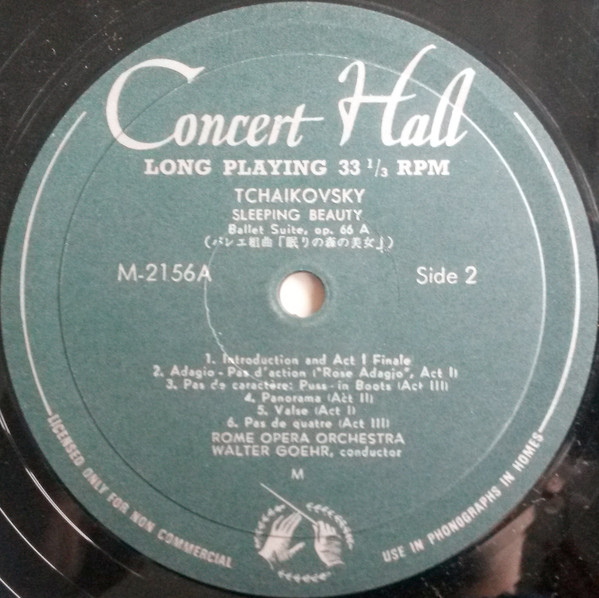 Concert Hall
LONG PLAYING 33 1/3 RPM
TCHAIKOVSKY
SLEEPING BEAUTY
Ballet Suite, op. 66 A
(バレエ組曲「眠りの森の美女」)
M-2156A
Side 2
1. Introduction and Act I Finale
2. Adagio - Pas d'action ("Rose Adagio", Act I)
3. Pas de caractère: Puss-in Boots (Act III)
4. Panorama (Act II)
5. Valse (Act I)
6. Pas de quatre (Act III)
ROME OPERA ORCHESTRA
WALTER GOEHR, conductor
M
LICENSED ONLY FOR NON COMMERCIAL
USE IN PHONOGRAPHS IN HOMES